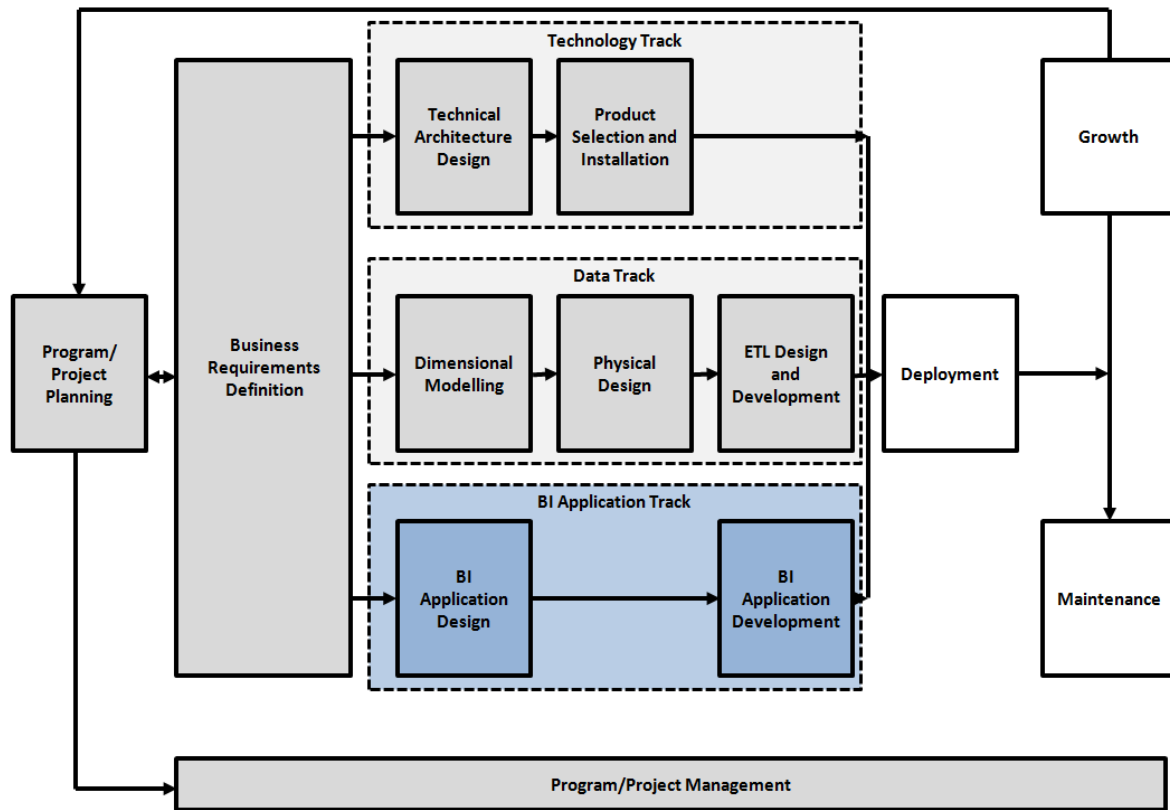 Technology Track
Technical
Architecture
Design
Product
Selection and
Installation
Growth
Data Track
Program/
Project
Planning
Business
Requirements
Definition
Dimensional
Modelling
Physical
Design
ETL Design
and
Development
Deployment
BI Application Track
BI
Application
Design
BI
Application
Development
Maintenance
Program/Project Management